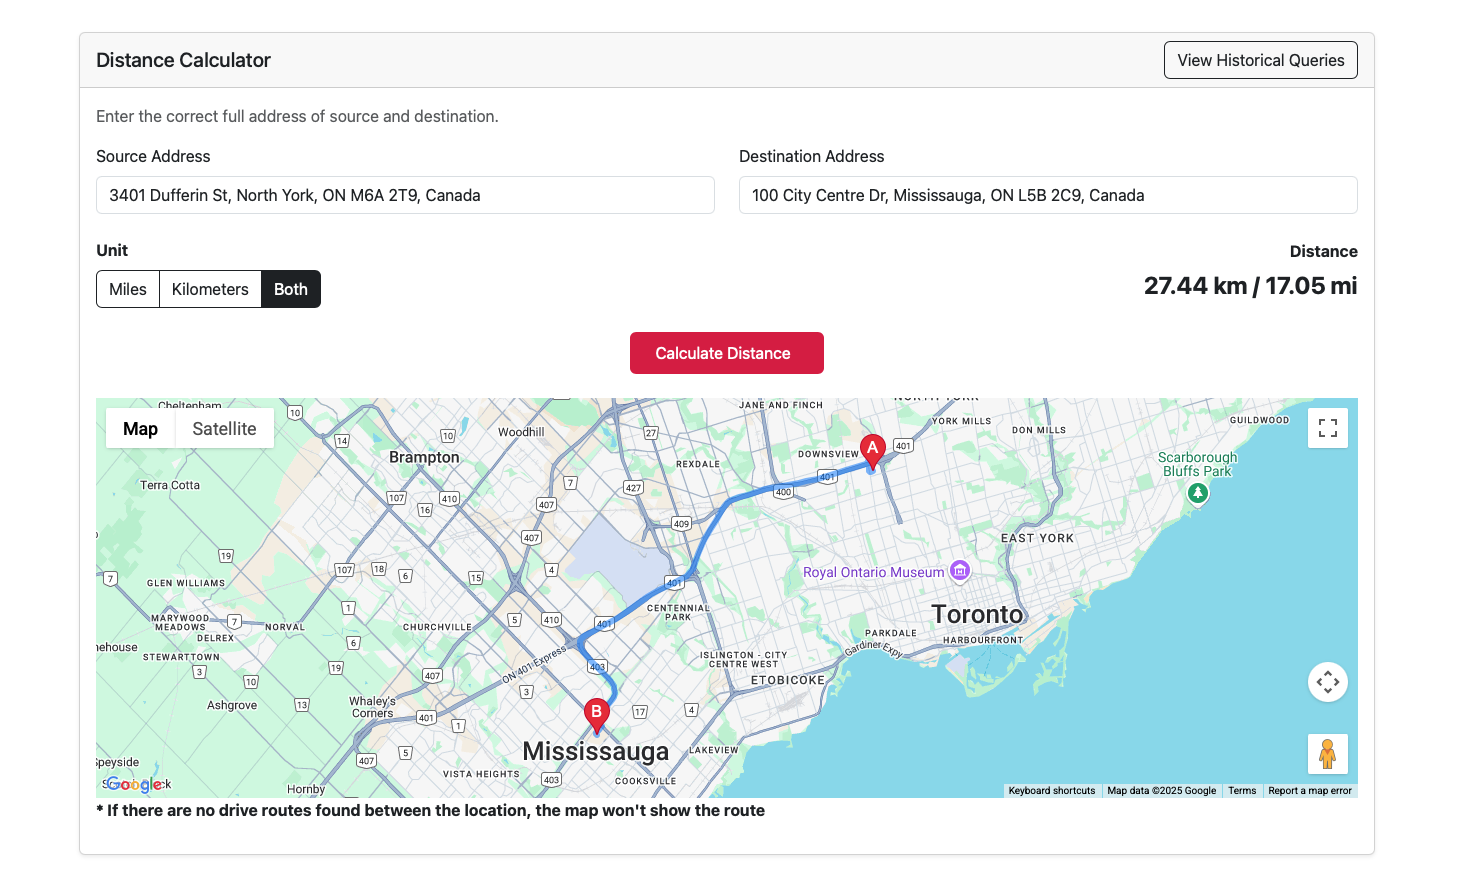 Distance Calculator
View Historical Queries
Enter the correct full address of source and destination.
Source Address
Destination Address
3401 Dufferin St, North York, ON M6A 2T9, Canada
100 City Centre Dr, Mississauga, ON L5B 2C9, Canada
Unit
Distance
Miles
Kilometers
Both
27.44 km / 17.05 mi
Calculate Distance
Map
Satellite
Cheltenham
JANE AND FINCH
NORTH YORK
YORK MILLS
GUILDWOOD
DON MILLS
10
14
10
Woodhill
27
DOWNSVIEW
A
401
Brampton
REXDALE
Scarborough
Bluffs Park
Terra Cotta
7
427
401
400
107
410
16
407
409
407
EAST YORK
19
107
18
6
15
4
401
Royal Ontario Museum
7
GLEN WILLIAMS
CENTENNIAL
PARK
1
MARYWOOD
MEADOWS
7
NORVAL
CHURCHVILLE
5
410
401
Toronto
DELREX
PARKDALE
HARBOURFRONT
6
ehouse
STEWARTTOWN
ON 401 Express
Gardiner Expy
ISLINGTON - CITY
CENTRE WEST
3
19
407
403
ETOBICOKE
10
3
Ashgrove
13
Whaley's
Corners
401
1
B
17
4
Mississauga
LAKEVIEW
5
407
peyside
VISTA HEIGHTS
403
COOKSVILLE
Hornby
Google
Keyboard shortcuts
Map data ©2025 Google
Terms
Report a map error
* If there are no drive routes found between the location, the map won't show the route